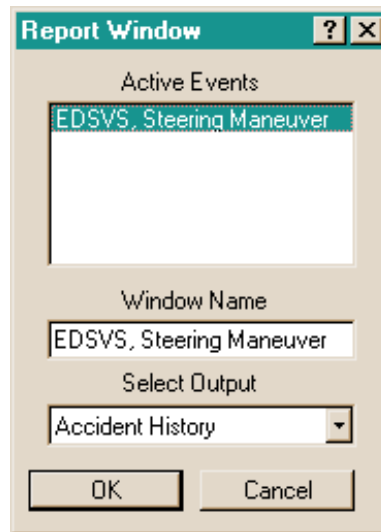 Report Window ? ×
Active Events
EDSVS, Steering Maneuver
Window Name
EDSVS, Steering Maneuver
Select Output
Accident History
OK Cancel